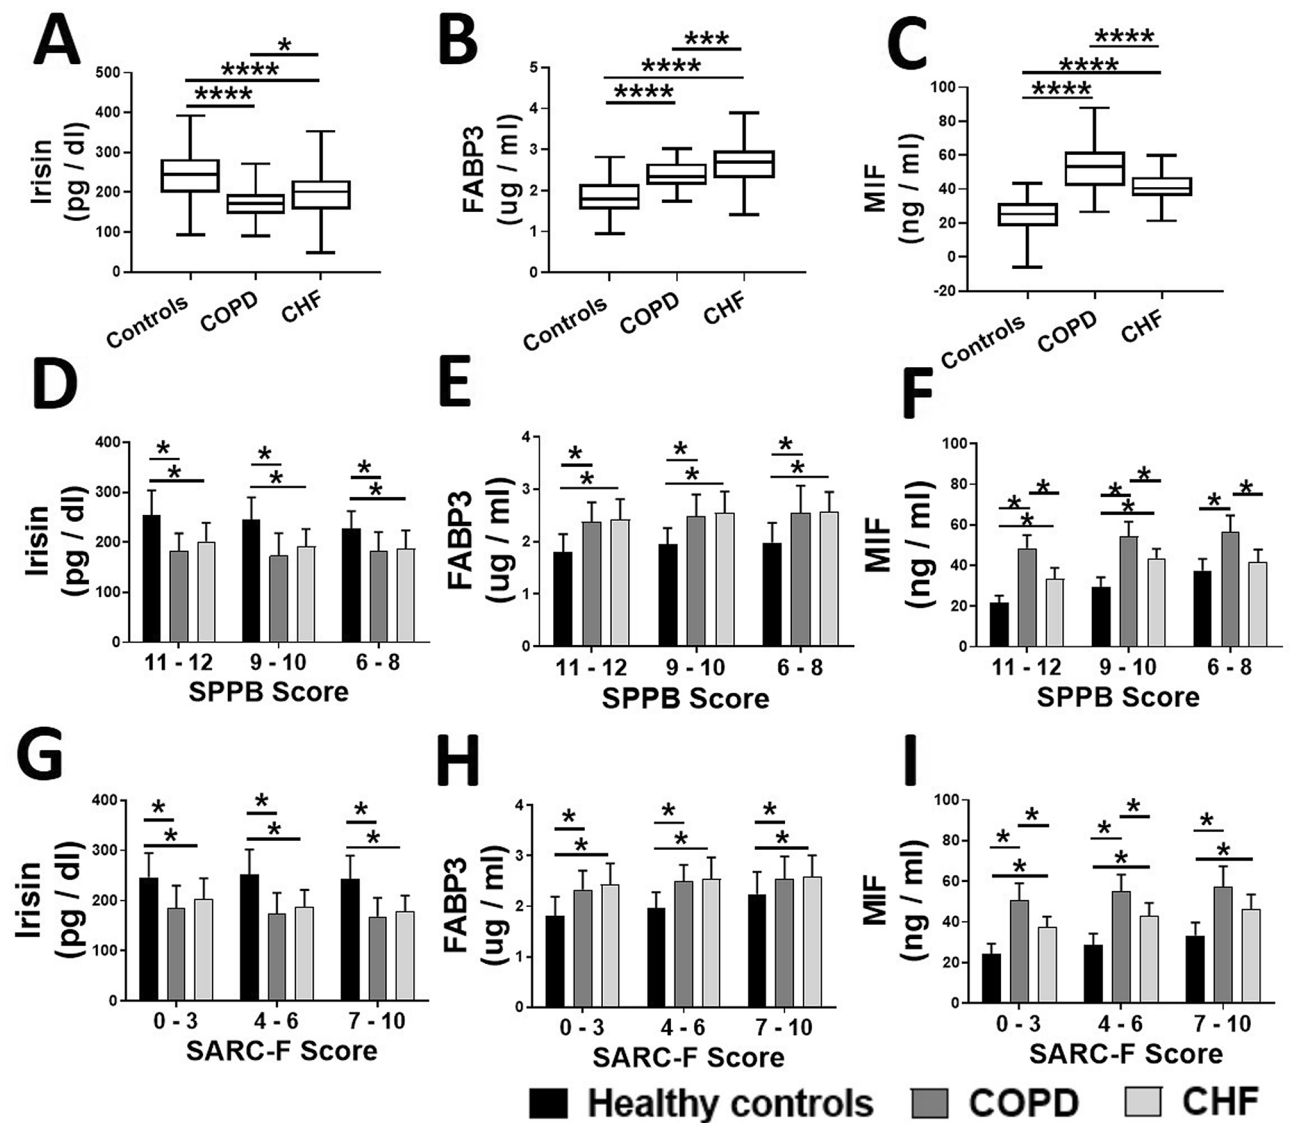 A
B
C
*
****
****
500
400
300
200
100
0
Irisin
(pg / dl)
Controls
COPD
CHF
***
****
****
5
4
3
2
1
0
FABP3
(ug / ml)
Controls
COPD
CHF
****
****
****
100
80
60
40
20
0
-20
MIF
(ng / ml)
Controls
COPD
CHF
D
E
F
400
300
200
100
0
Irisin
(pg / dl)
* * *
* * *
11 - 12 9 - 10 6 - 8
SPPB Score
4
3
2
1
0
FABP3
(ug / ml)
* * *
* * *
11 - 12 9 - 10 6 - 8
SPPB Score
100
80
60
40
20
0
MIF
(ng / ml)
* * * * * *
* *
11 - 12 9 - 10 6 - 8
SPPB Score
G
H
I
400
300
200
100
0
Irisin
(pg / dl)
* * *
* * *
0 - 3 4 - 6 7 - 10
SARC-F Score
4
3
2
1
0
FABP3
(ug / ml)
* * *
* * *
0 - 3 4 - 6 7 - 10
SARC-F Score
100
80
60
40
20
0
MIF
(ng / ml)
* * * * *
* * *
0 - 3 4 - 6 7 - 10
SARC-F Score
Healthy controls COPD CHF